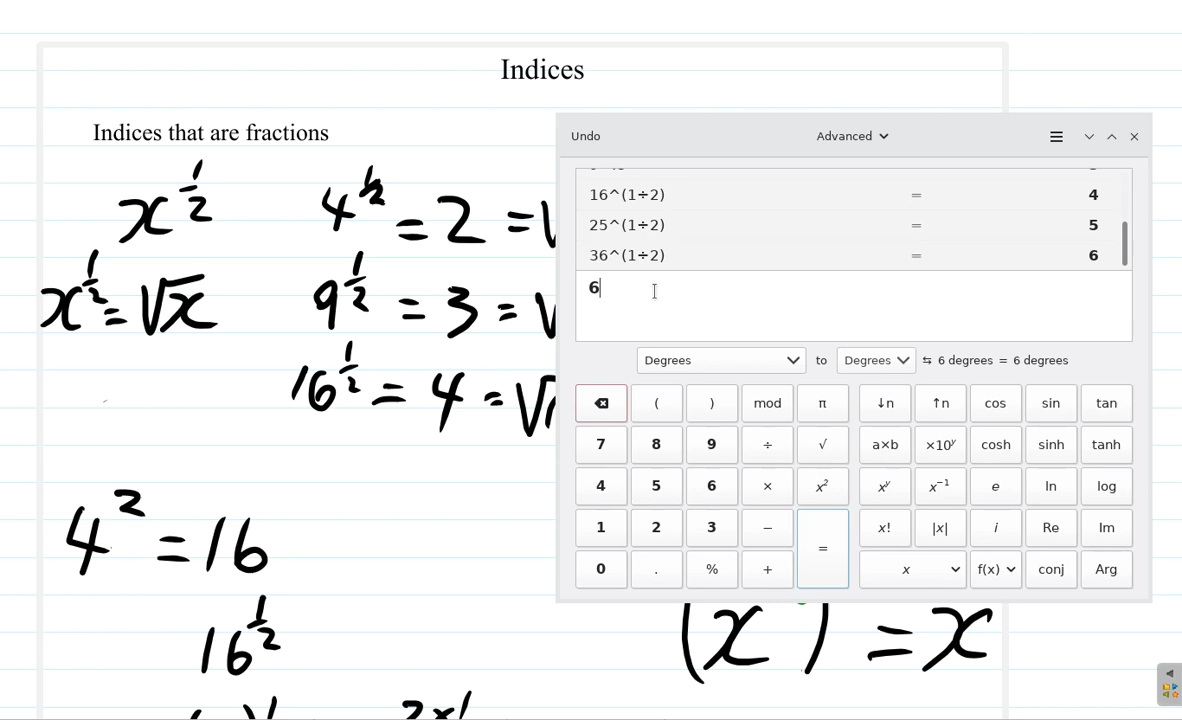 Indices
Indices that are fractions
x^1/2
4^1/2 = 2 = √
x^1/2 = √x
9^1/2 = 3 = √
16^1/2 = 4 = √
4^2 = 16
16^1/2
(x ) = x
2×1
Undo
Advanced
16^(1÷2) = 4
25^(1÷2) = 5
36^(1÷2) = 6
6
Degrees to Degrees ⇆ 6 degrees = 6 degrees
( ) mod π ↓n ↑n cos sin tan
7 8 9 ÷ √ a×b ×10^y cosh sinh tanh
4 5 6 × x² x^y x⁻¹ e ln log
1 2 3 − = x! |x| i Re Im
0 . % + x f(x) conj Arg